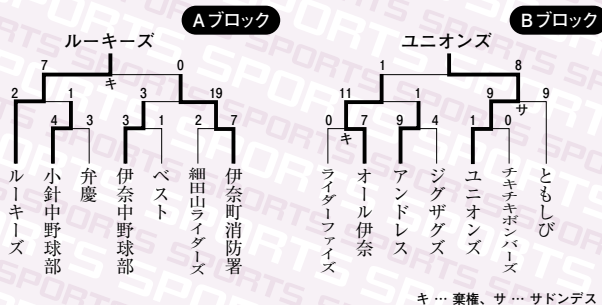 Aブロック
Bブロック
ルーキーズ
ユニオンズ
7 0
キ
1 8
2 1 3 19
11 1 9 9
サ
4 3 3 1 2 7
0 7 9 4 1 0
キ
ルーキーズ
小針中野球部
弁慶
伊奈中野球部
ベスト
細田山ライダーズ
伊奈町消防署
ライダーファイズ
オール伊奈
アンドレス
ジグザグズ
ユニオンズ
チキチキボンバーズ
ともしび
キ … 棄権、サ … サドンデス
SPORTS SPORTS SPORTS